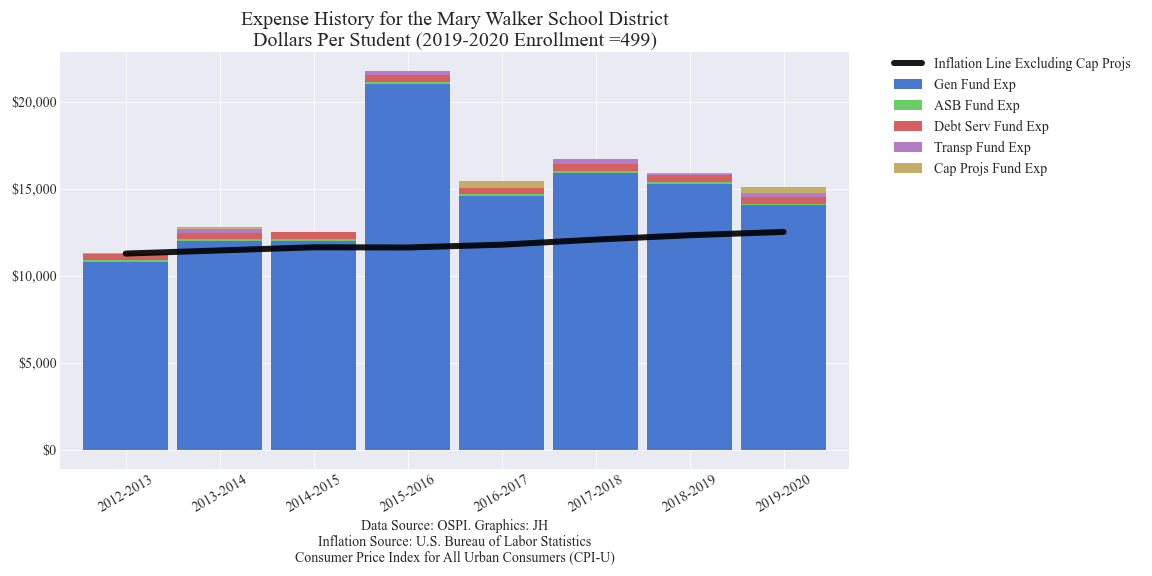 Expense History for the Mary Walker School District
Dollars Per Student (2019-2020 Enrollment =499)
Inflation Line Excluding Cap Projs
Gen Fund Exp
ASB Fund Exp
Debt Serv Fund Exp
Transp Fund Exp
Cap Projs Fund Exp
$20,000
$15,000
$10,000
$5,000
$0
2012-2013
2013-2014
2014-2015
2015-2016
2016-2017
2017-2018
2018-2019
2019-2020
Data Source: OSPI. Graphics: JH
Inflation Source: U.S. Bureau of Labor Statistics
Consumer Price Index for All Urban Consumers (CPI-U)